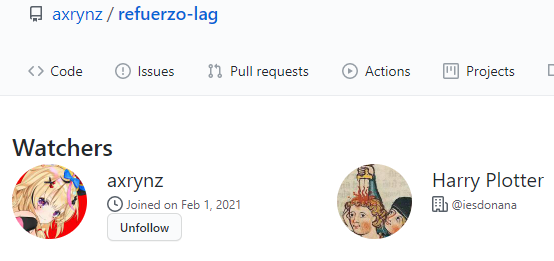 axrynz / refuerzo-lag
Code Issues Pull requests Actions Projects
Watchers
axrynz
Joined on Feb 1, 2021
Unfollow
Harry Plotter
@iesdonana